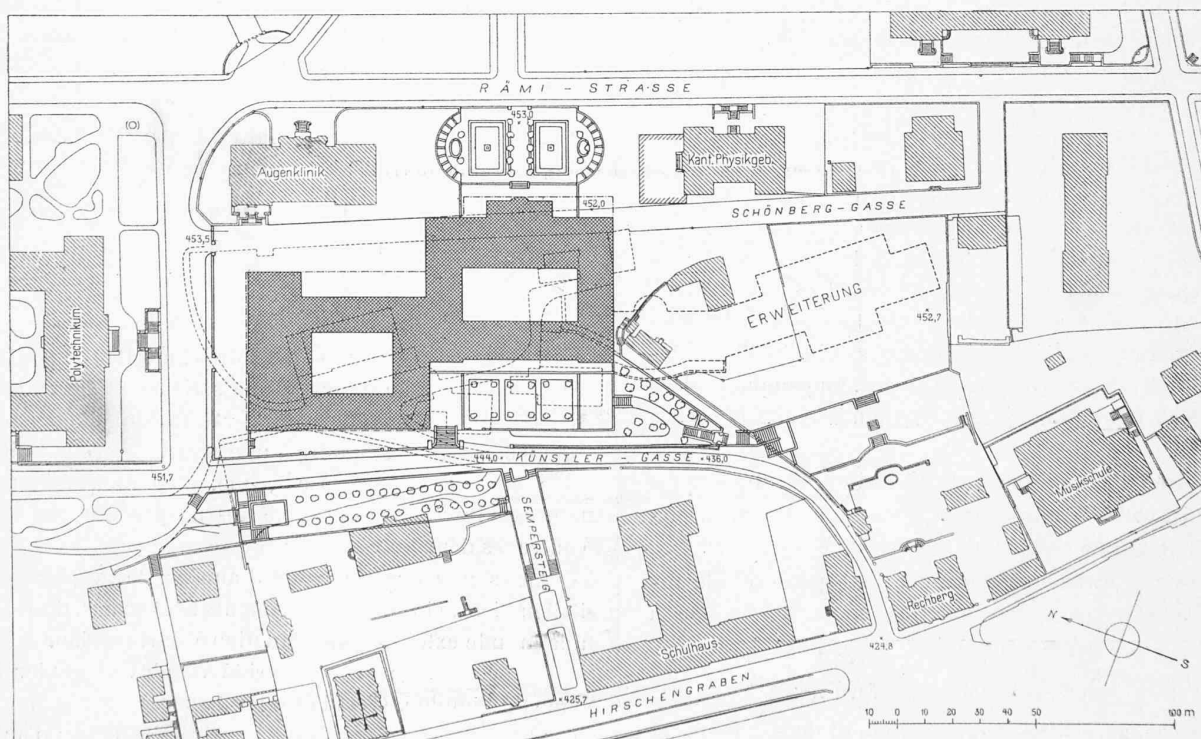 RÄMI - STRASSE
(O)
453,0
Augenklinik
Kant. Physikgeb.
452,0
SCHÖNBERG - GASSE
453,5
ERWEITERUNG
452,7
Polytechnikum
444,0 KÜNSTLER - GASSE 436,0
451,7
Musikschule
SEMPERSTEIG
Rechberg
Schulhaus
N
S
424,8
425,7
HIRSCHENGRABEN
10 0 10 20 30 40 50 100 m